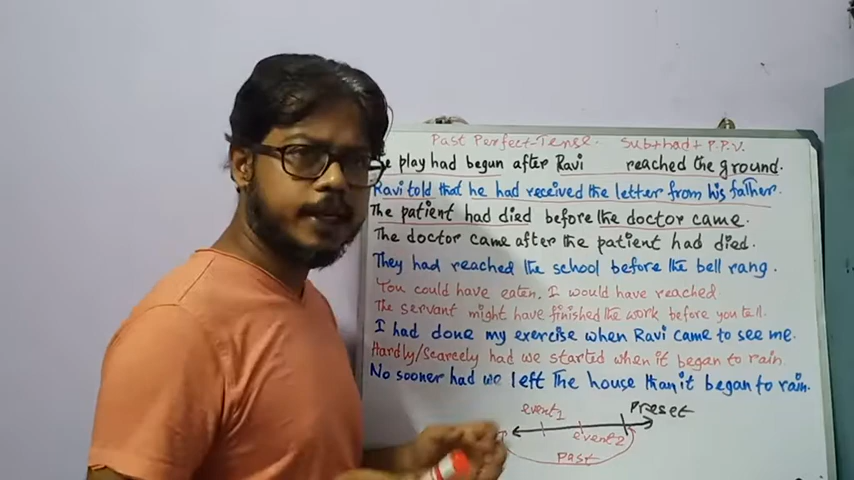 Past Perfect-Tense. Sub+had+P.P.V.
e play had begun after Ravi reached the ground.
Ravi told that he had received the letter from his father.
The patient had died before the doctor came.
The doctor came after the patient had died.
They had reached the school before the bell rang.
You could have eaten. I would have reached
The servant might have finished the work before you tell.
I had done my exercise when Ravi came to see me.
Hardly/Scarcely had we started when it began to rain.
No sooner had we left the house than it began to rain.
event1 Preset
event2
past